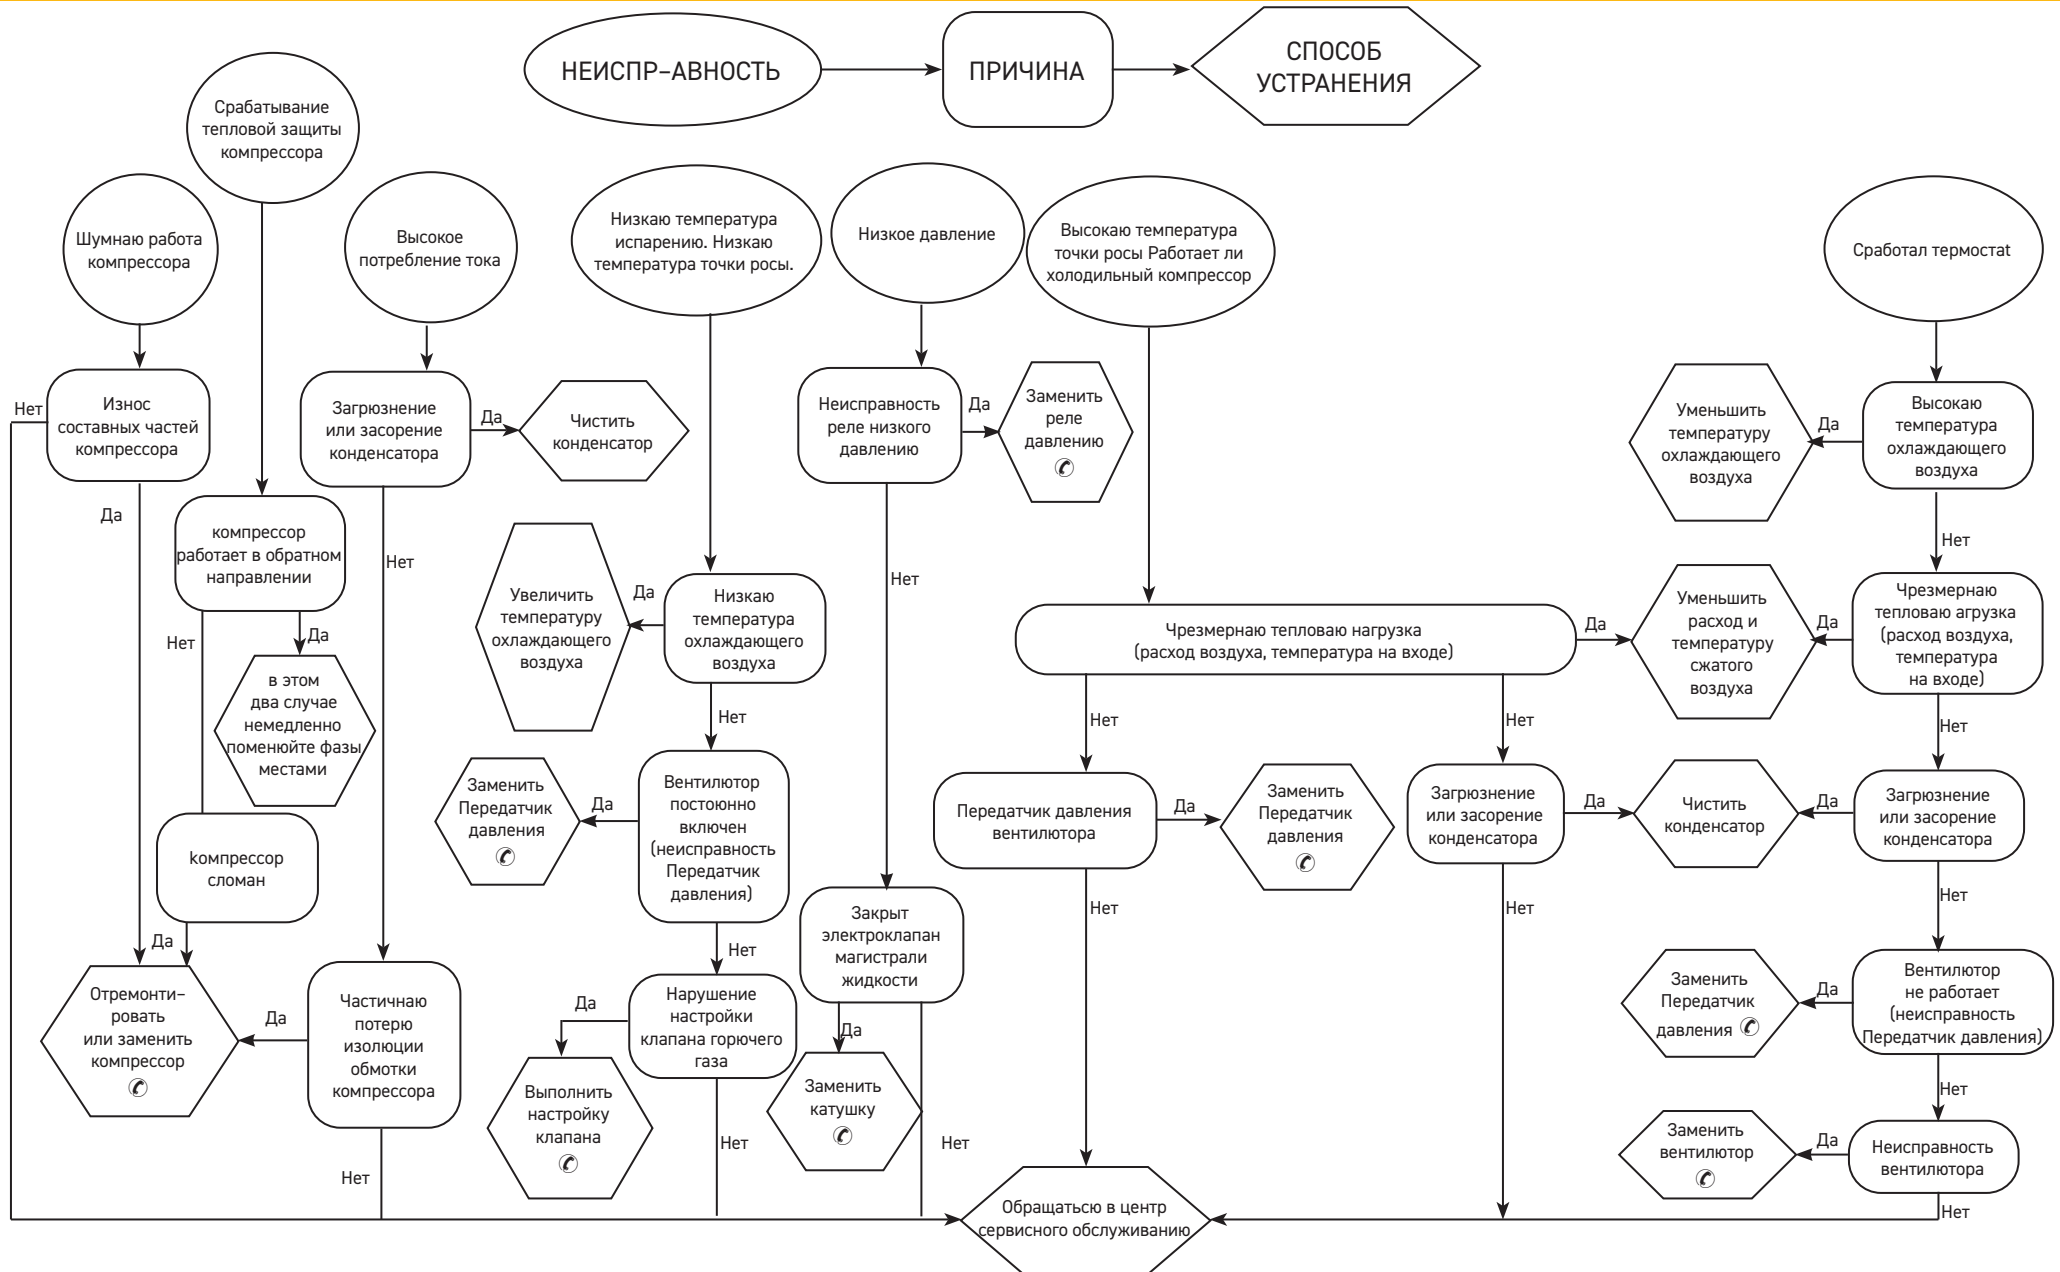 НЕИСПР-АВНОСТЬ
ПРИЧИНА
СПОСОБ
УСТРАНЕНИЯ
Срабатывание
тепловой защиты
компрессора
Шумнаю работа
компрессора
Высокое
потребление тока
Низкаю температура
испарению. Низкаю
температура точки росы.
Низкое давление
Высокаю температура
точки росы Работает ли
холодильный компрессор
Сработал термостат
Нет
Износ
составных частей
компрессора
Да
Загрюзнение
или засорение
конденсатора
Да
Чистить
конденсатор
Нет
компрессор
работает в обратном
направлении
Нет
Да
в этом
два случае
немедленно
поменюйте фазы
местами
kомпрессор
сломан
Да
Отремонти-
ровать
или заменить
компрессор
Да
Частичнаю
потерю
изолюции
обмотки
компрессора
Нет
Увеличить
температуру
охлаждающего
воздуха
Да
Низкаю
температура
охлаждающего
воздуха
Нет
Заменить
Передатчик
давления
Да
Вентилютор
постоюнно
включен
(неисправность
Передатчик
давления)
Нет
Да
Нарушение
настройки
клапана горючего
газа
Выполнить
настройку
клапана
Нет
Неисправность
реле низкого
давлению
Да
Заменить
реле
давлению
Нет
Закрыт
электроклапан
магистрали
жидкости
Да
Заменить
катушку
Нет
Чрезмернаю тепловаю нагрузка
(расход воздуха, температура на входе)
Да
Нет
Нет
Передатчик давления
вентилютора
Да
Заменить
Передатчик
давления
Нет
Загрюзнение
или засорение
конденсатора
Да
Нет
Обращатьсю в центр
сервисного обслуживанию
Уменьшить
температуру
охлаждающего
воздуха
Да
Высокаю
температура
охлаждающего
воздуха
Нет
Уменьшить
расход и
температуру
сжатого
воздуха
Да
Чрезмернаю
тепловаю агрузка
(расход воздуха,
температура
на входе)
Нет
Чистить
конденсатор
Да
Загрюзнение
или засорение
конденсатора
Нет
Заменить
Передатчик
давления
Да
Вентилютор
не работает
(неисправность
Передатчик давления)
Нет
Заменить
вентилютор
Да
Неисправность
вентилютора
Нет